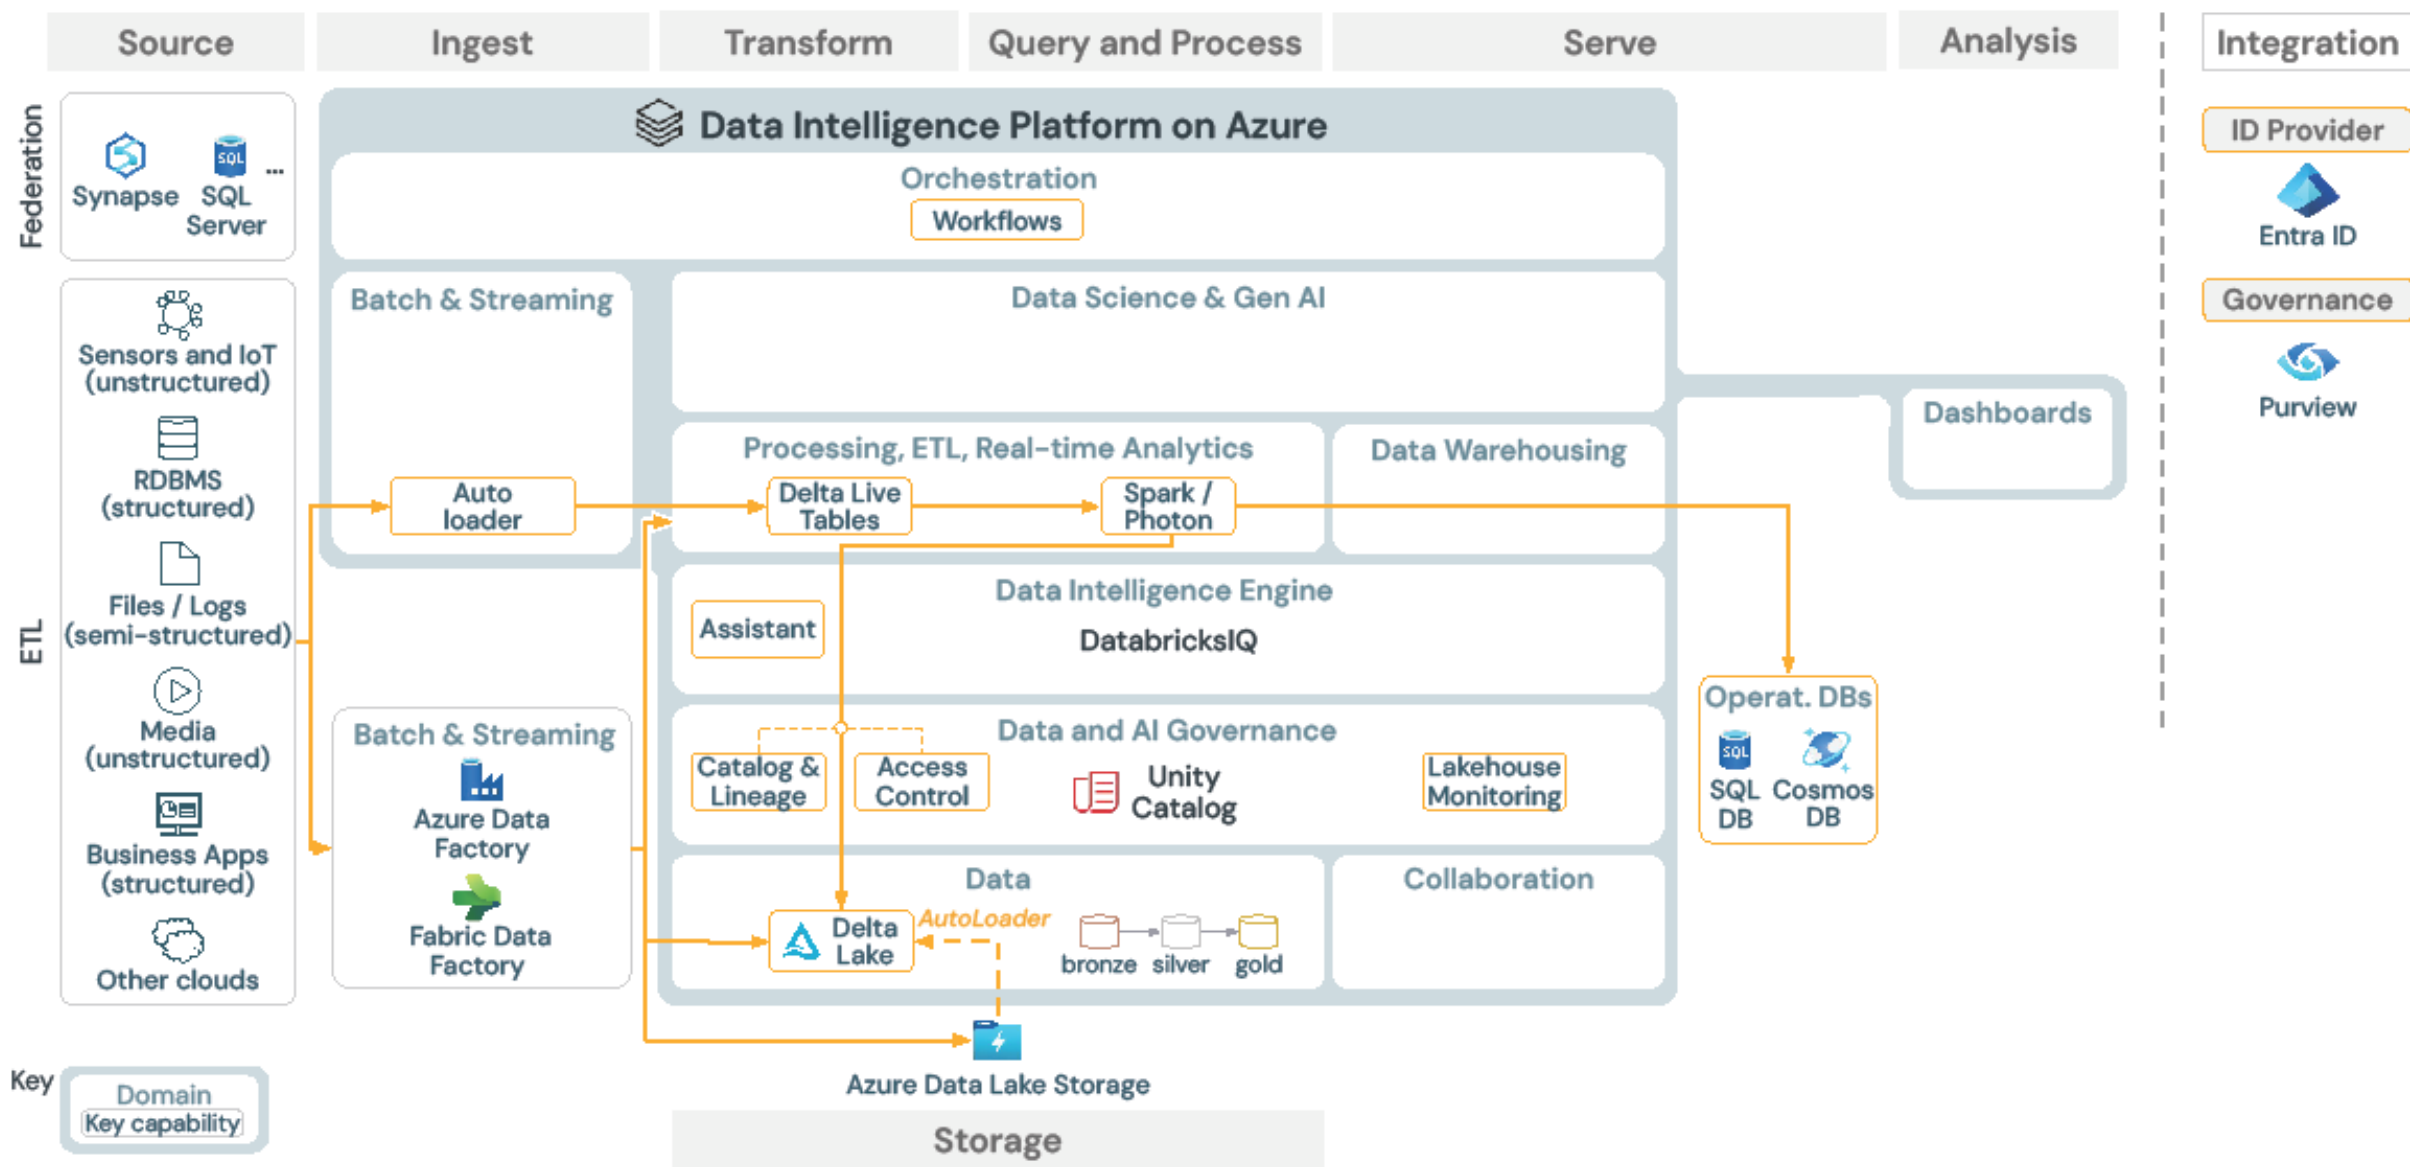 Source
Ingest
Transform
Query and Process
Serve
Analysis
Integration
Federation
Synapse
SQL
SQL
Server
...
Data Intelligence Platform on Azure
Orchestration
Workflows
ID Provider
Entra ID
Governance
Purview
ETL
Sensors and IoT
(unstructured)
RDBMS
(structured)
Files / Logs
(semi-structured)
Media
(unstructured)
Business Apps
(structured)
Other clouds
Batch & Streaming
Auto
loader
Batch & Streaming
Azure Data
Factory
Fabric Data
Factory
Data Science & Gen AI
Processing, ETL, Real-time Analytics
Delta Live
Tables
Spark /
Photon
Data Warehousing
Dashboards
Data Intelligence Engine
Assistant
DatabricksIQ
Data and AI Governance
Catalog &
Lineage
Access
Control
Unity
Catalog
Lakehouse
Monitoring
Operat. DBs
SQL
SQL
DB
Cosmos
DB
Data
Delta
Lake
AutoLoader
bronze
silver
gold
Collaboration
Azure Data Lake Storage
Storage
Key
Domain
Key capability